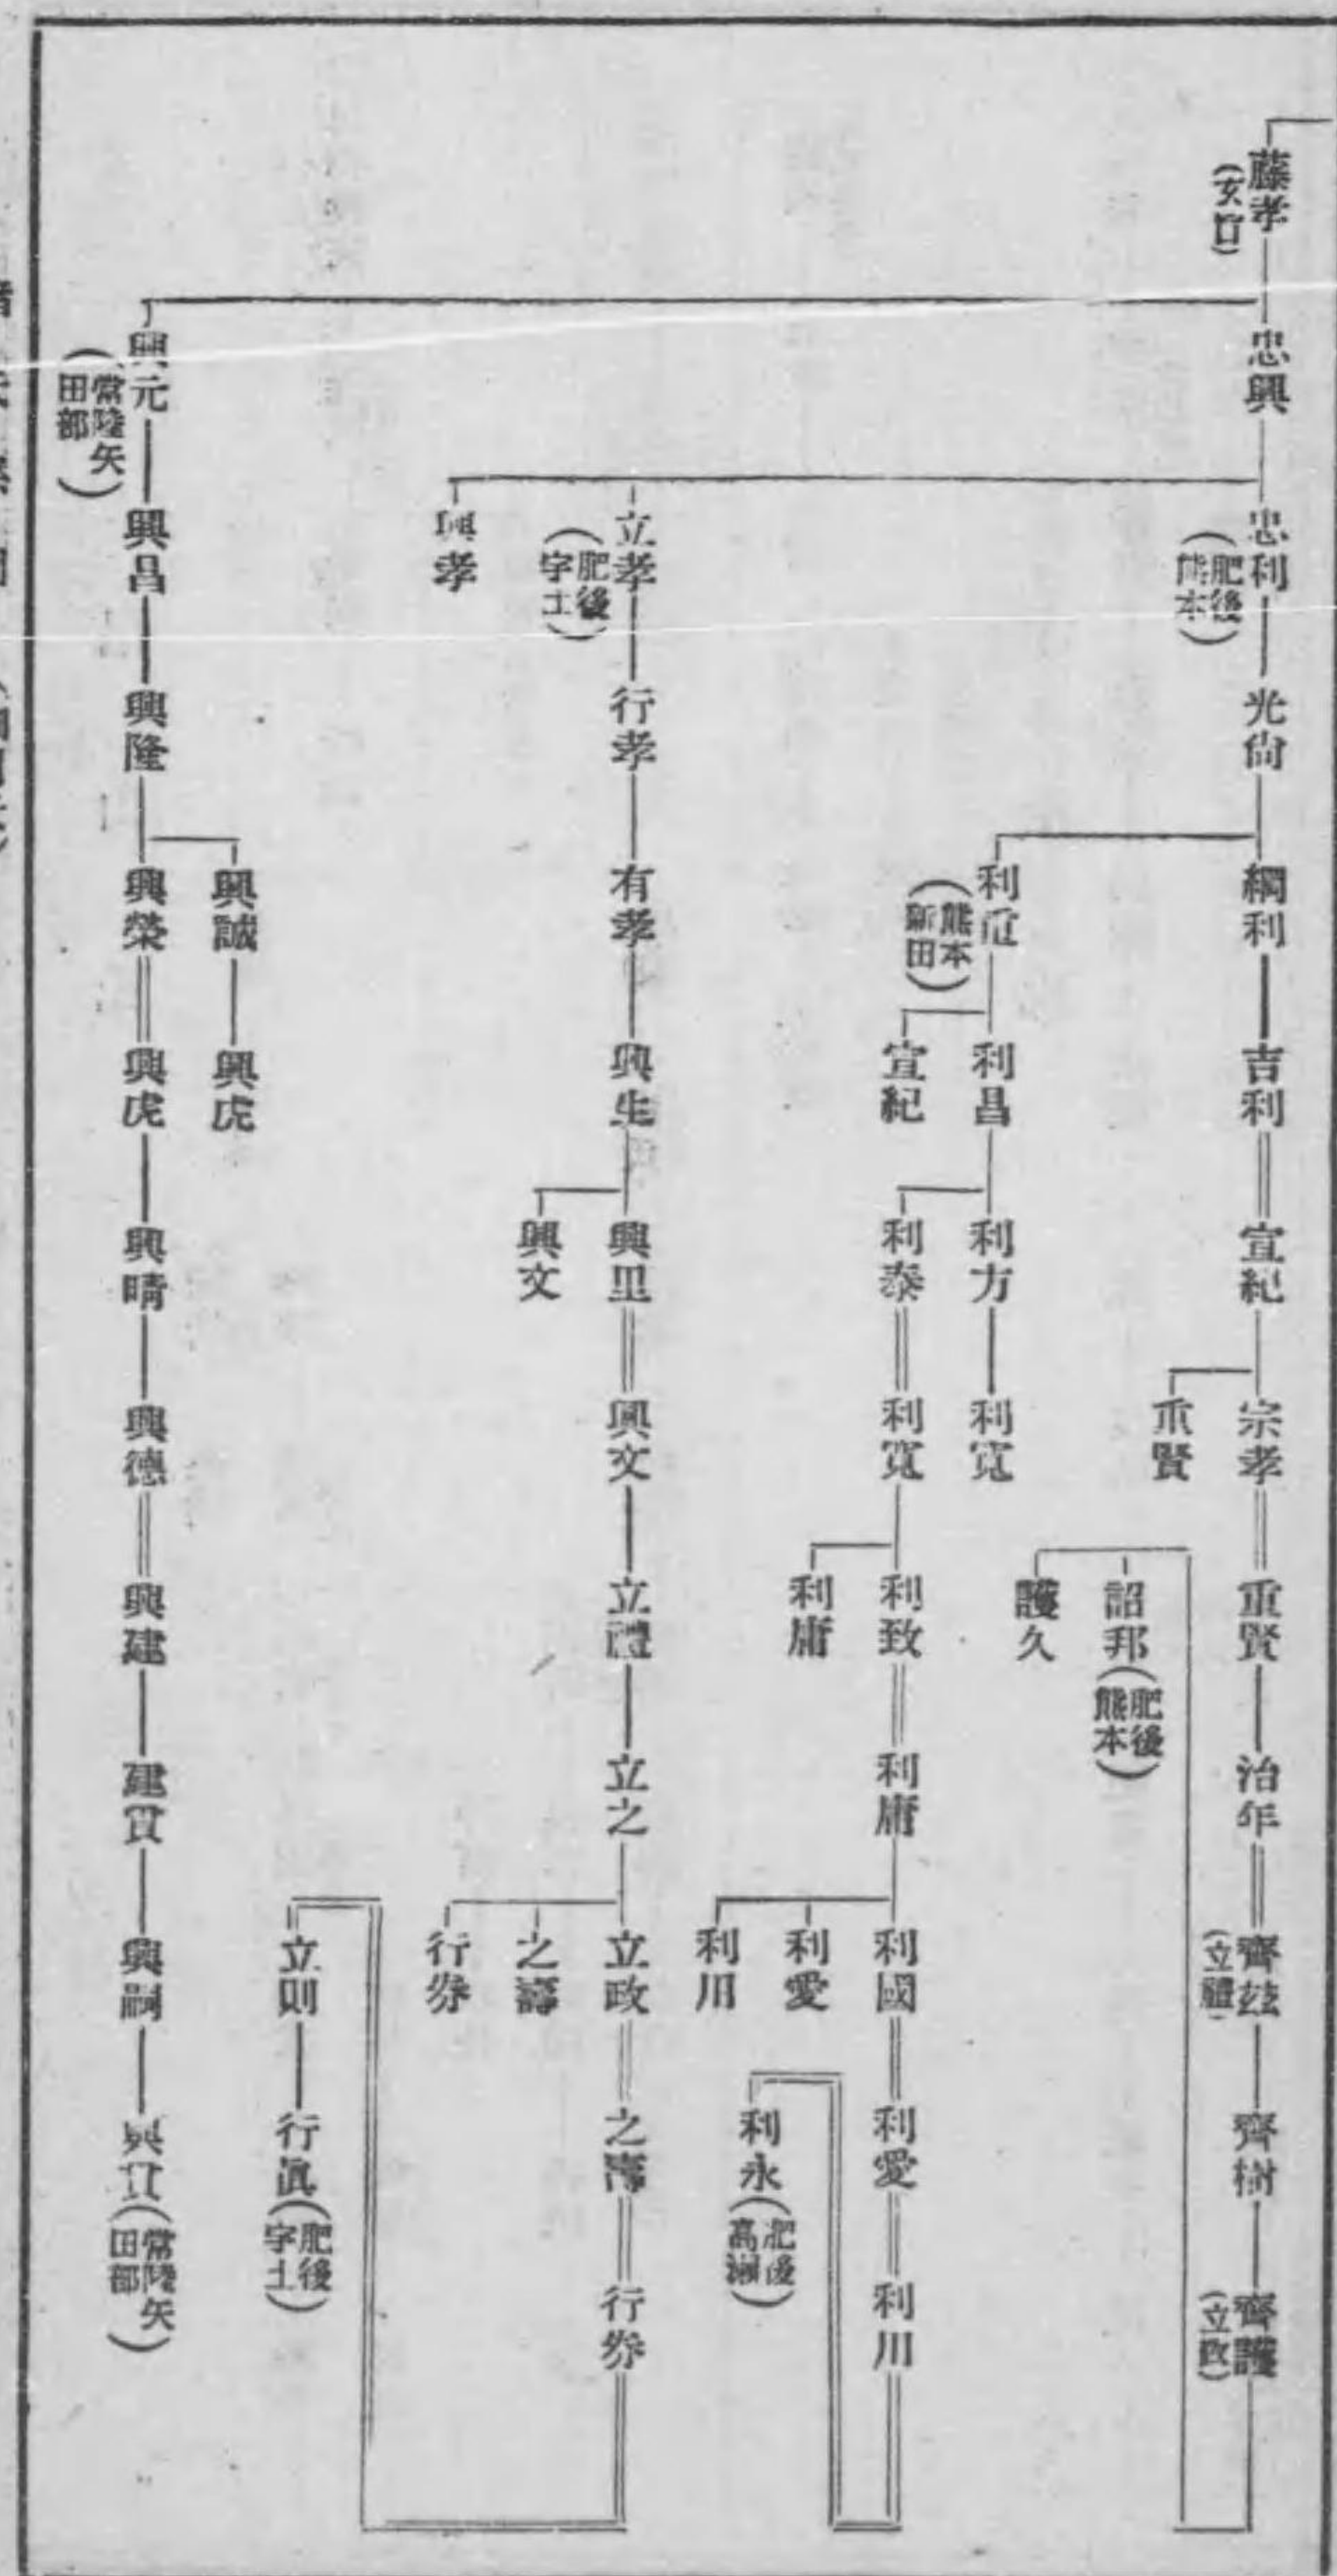 藤孝
(玄旨)
忠興
忠利
(肥後熊本)
光尙
綱利
吉利
宣紀
宗孝
重賢
治年
齊玆
(立禮)
齊樹
齊護
(立政)
重賢
韶邦(肥後熊本)
護久
利重
(熊本新田)
利昌
利方
利寬
宣紀
利泰
利寬
利致
利庸
利國
利愛
利川
利庸
利愛
利用
利永(肥後高瀨)
立孝
(肥後宇土)
行孝
有孝
興生
興里
興文
立禮
立之
立政
之壽
行芬
興文
之壽
行芬
興孝
立則
行眞(肥後宇土)
興元
(常陸矢田部)
興昌
興隆
興誠
興虎
興榮
興虎
興晴
興德
興建
建貫
興嗣
興貫(常陸矢田部)